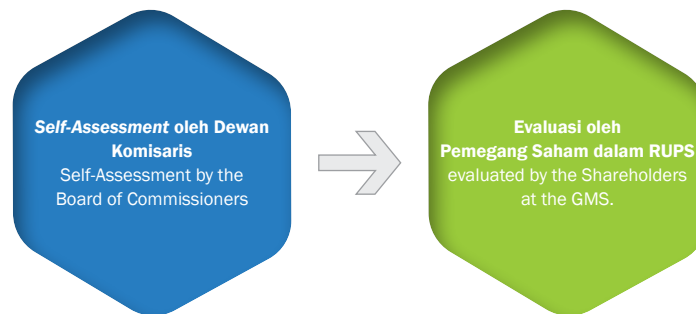 Self-Assessment oleh Dewan
Komisaris
Self-Assessment by the
Board of Commissioners
Evaluasi oleh
Pemegang Saham dalam RUPS
evaluated by the Shareholders
at the GMS.